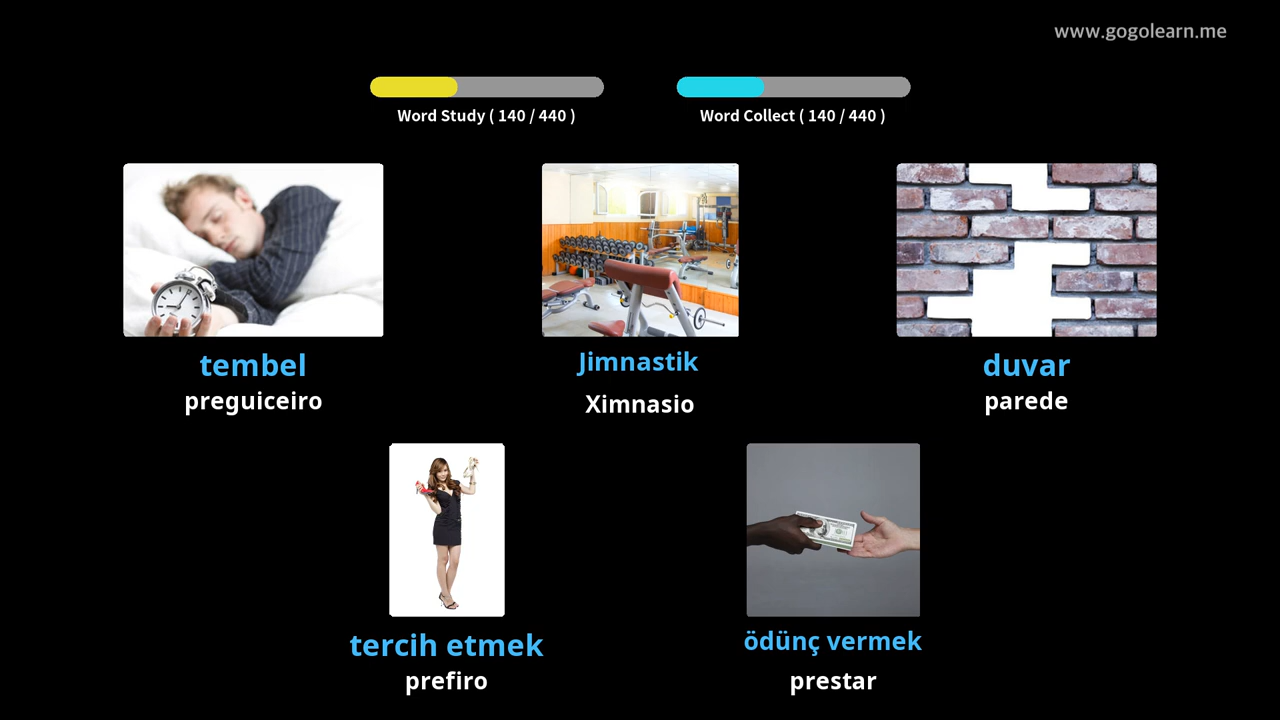 www.gogolearn.me
Word Study ( 140 / 440 )
Word Collect ( 140 / 440 )
tembel
preguiceiro
Jimnastik
Ximnasio
duvar
parede
tercih etmek
prefiro
ödünç vermek
prestar